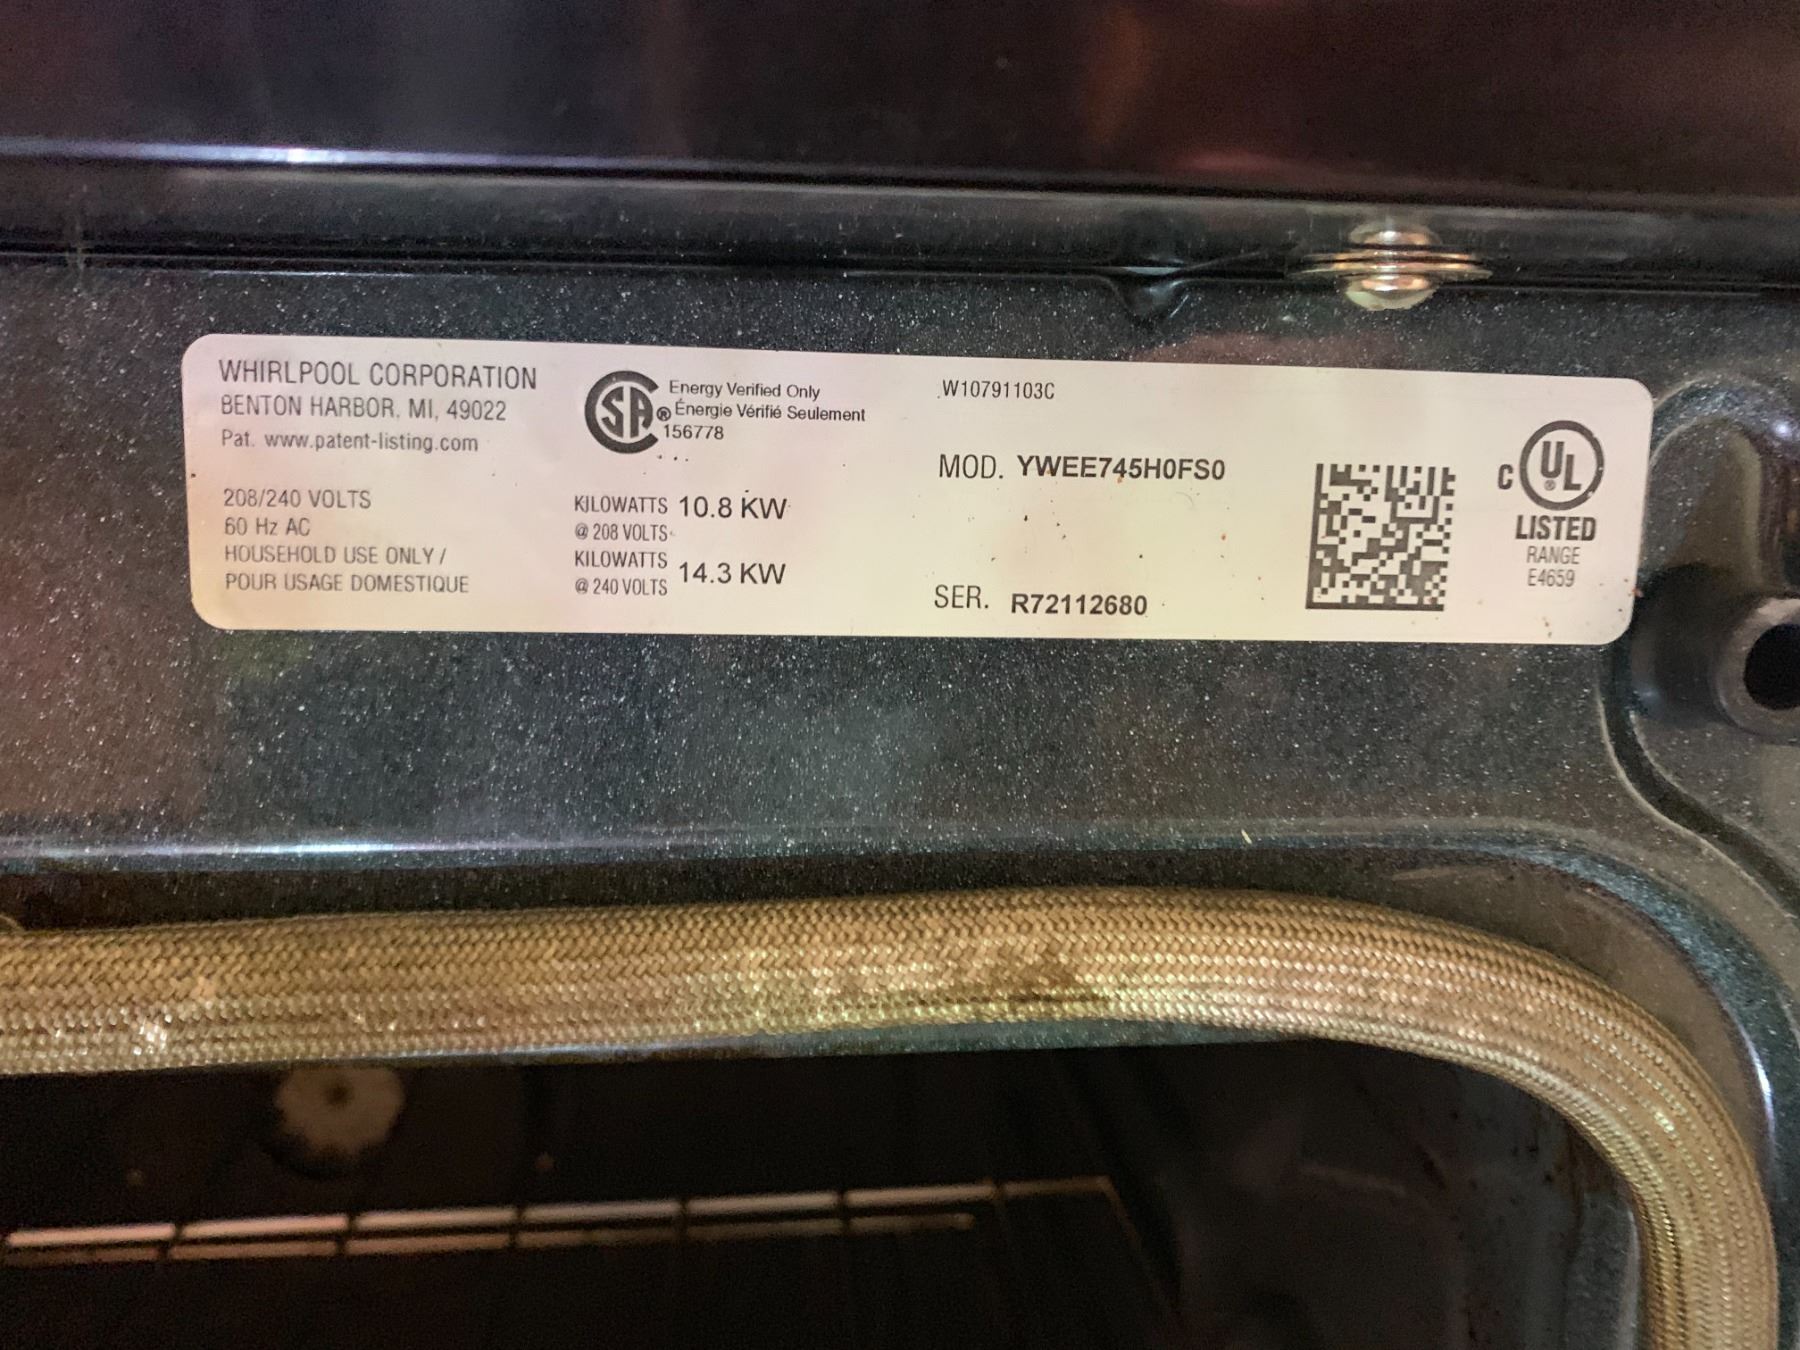 WHIRLPOOL CORPORATION
BENTON HARBOR. MI, 49022
Pat. www.patent-listing.com
208/240 VOLTS
60 Hz AC
HOUSEHOLD USE ONLY /
POUR USAGE DOMESTIQUE
SA ® Energy Verified Only
Énergie Vérifié Seulement
156778
KILOWATTS 10.8 KW
@ 208 VOLTS
KILOWATTS 14.3 KW
@ 240 VOLTS
W10791103C
MOD. YWEE745H0FS0
SER. R72112680
C UL ®
LISTED
RANGE
E4659